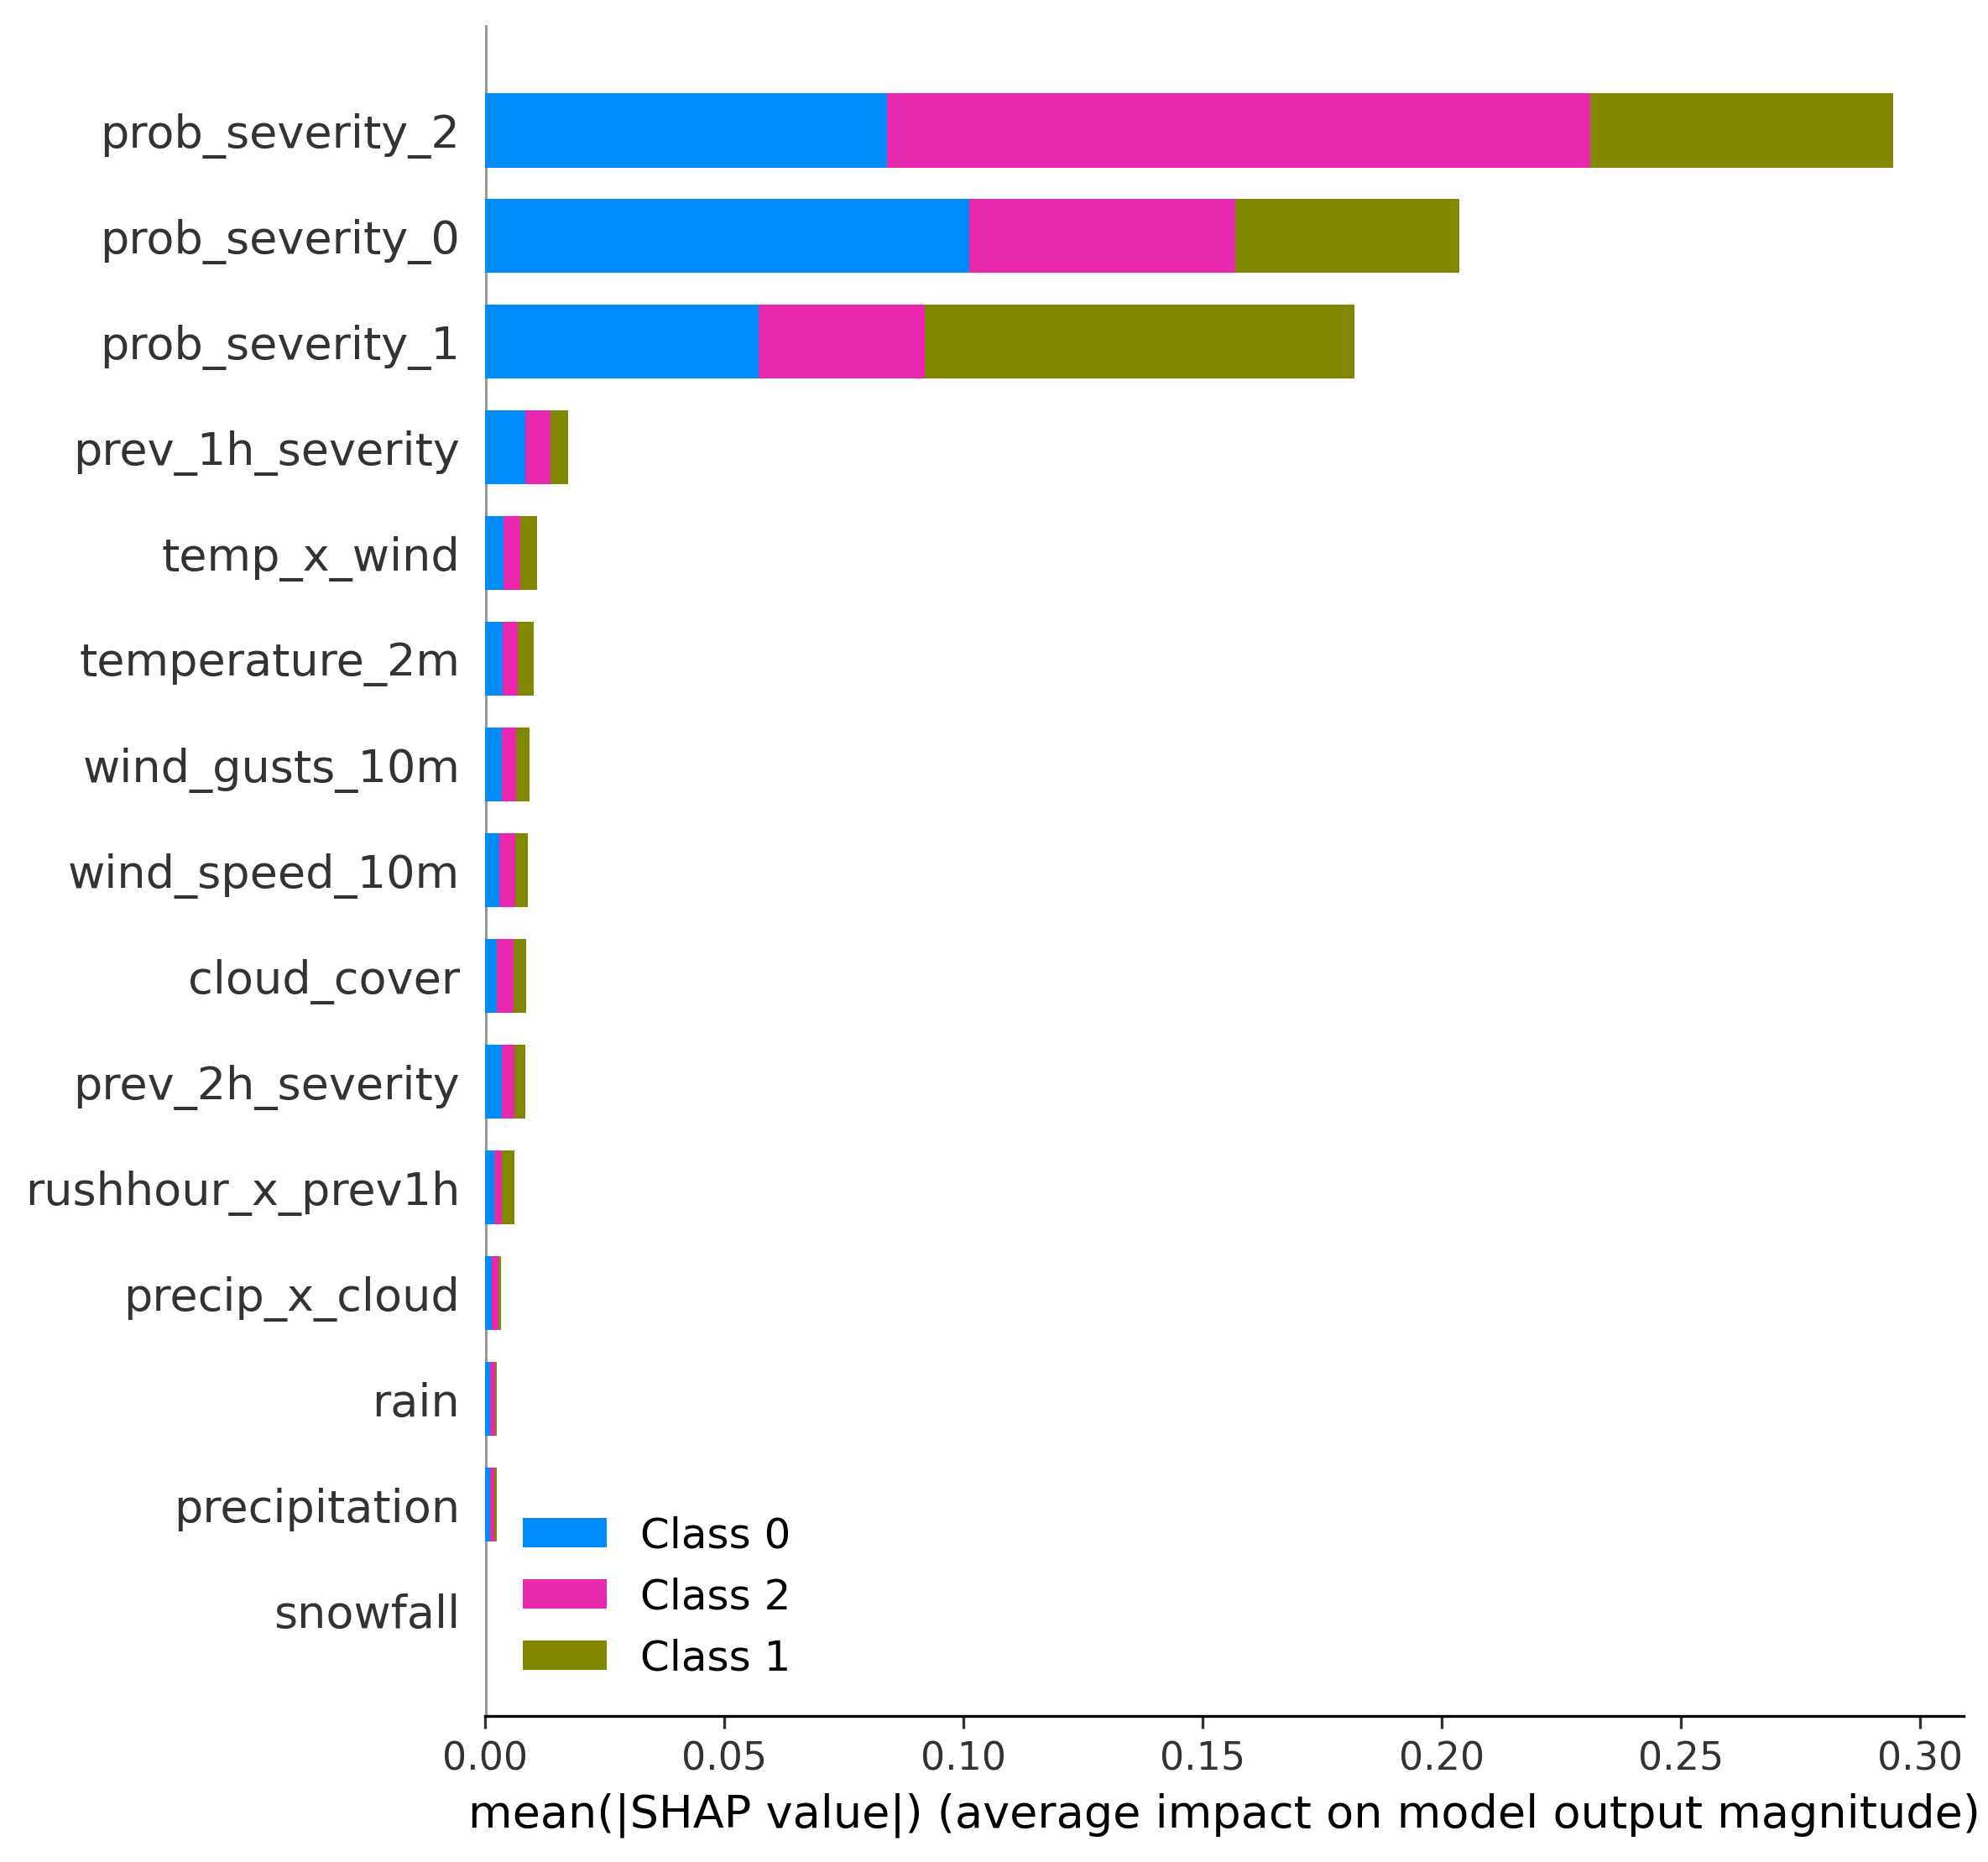 prob_severity_2
prob_severity_0
prob_severity_1
prev_1h_severity
temp_x_wind
temperature_2m
wind_gusts_10m
wind_speed_10m
cloud_cover
prev_2h_severity
rushhour_x_prev1h
precip_x_cloud
rain
precipitation
snowfall
Class 0
Class 2
Class 1
0.00 0.05 0.10 0.15 0.20 0.25 0.30
mean(|SHAP value|) (average impact on model output magnitude)